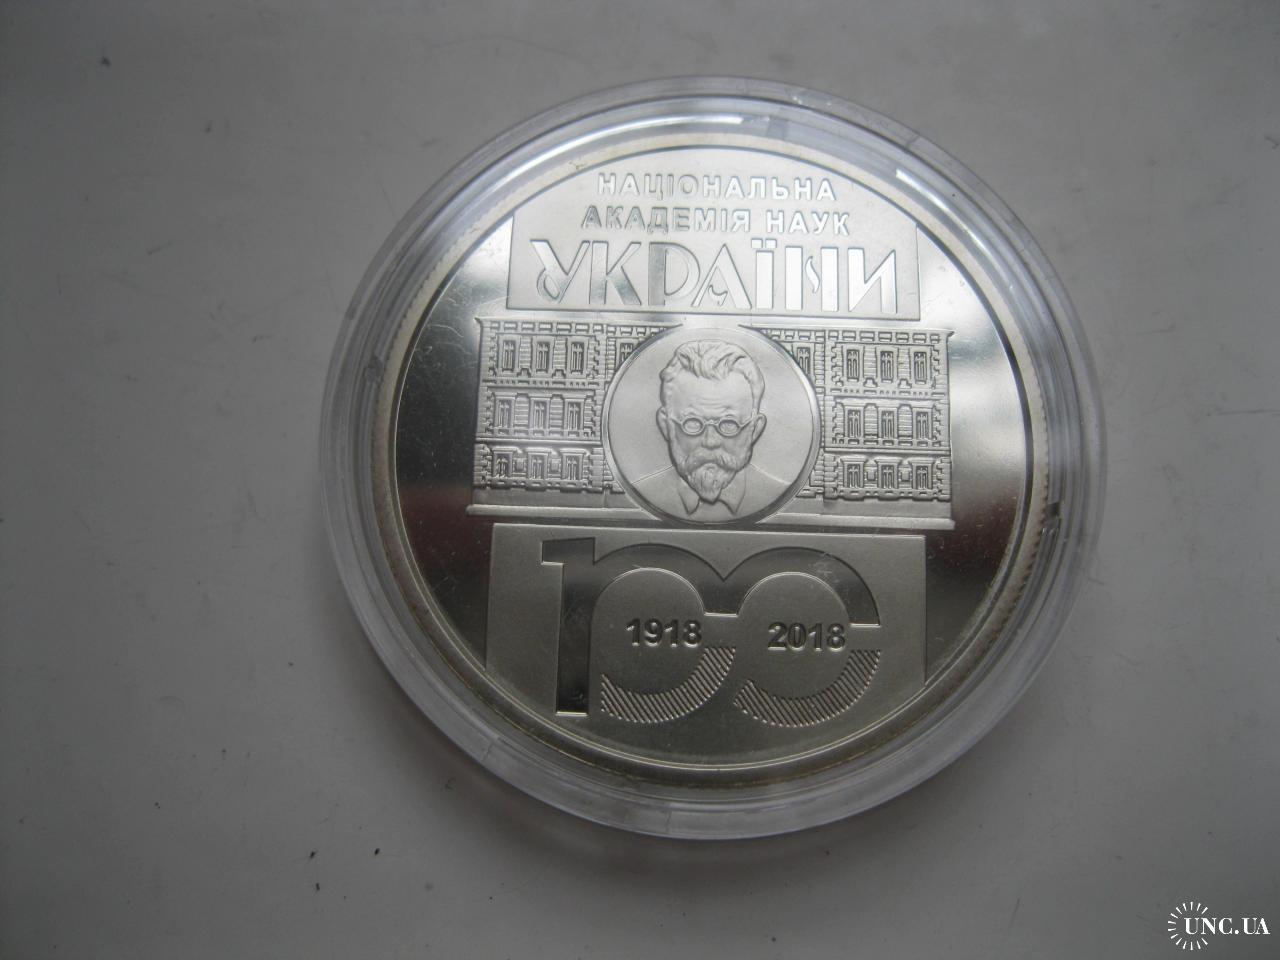 НАЦІОНАЛЬНА
АКАДЕМІЯ НАУК
УКРАЇНИ
100
1918 2018
UNC.UA